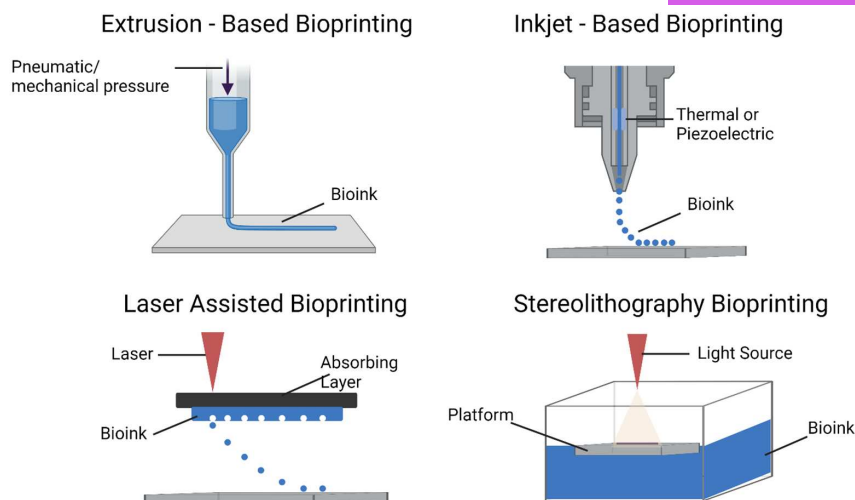 Extrusion - Based Bioprinting
Pneumatic/
mechanical pressure
Bioink
Inkjet - Based Bioprinting
Thermal or
Piezoelectric
Bioink
Laser Assisted Bioprinting
Laser
Absorbing
Layer
Bioink
Stereolithography Bioprinting
Light Source
Platform
Bioink